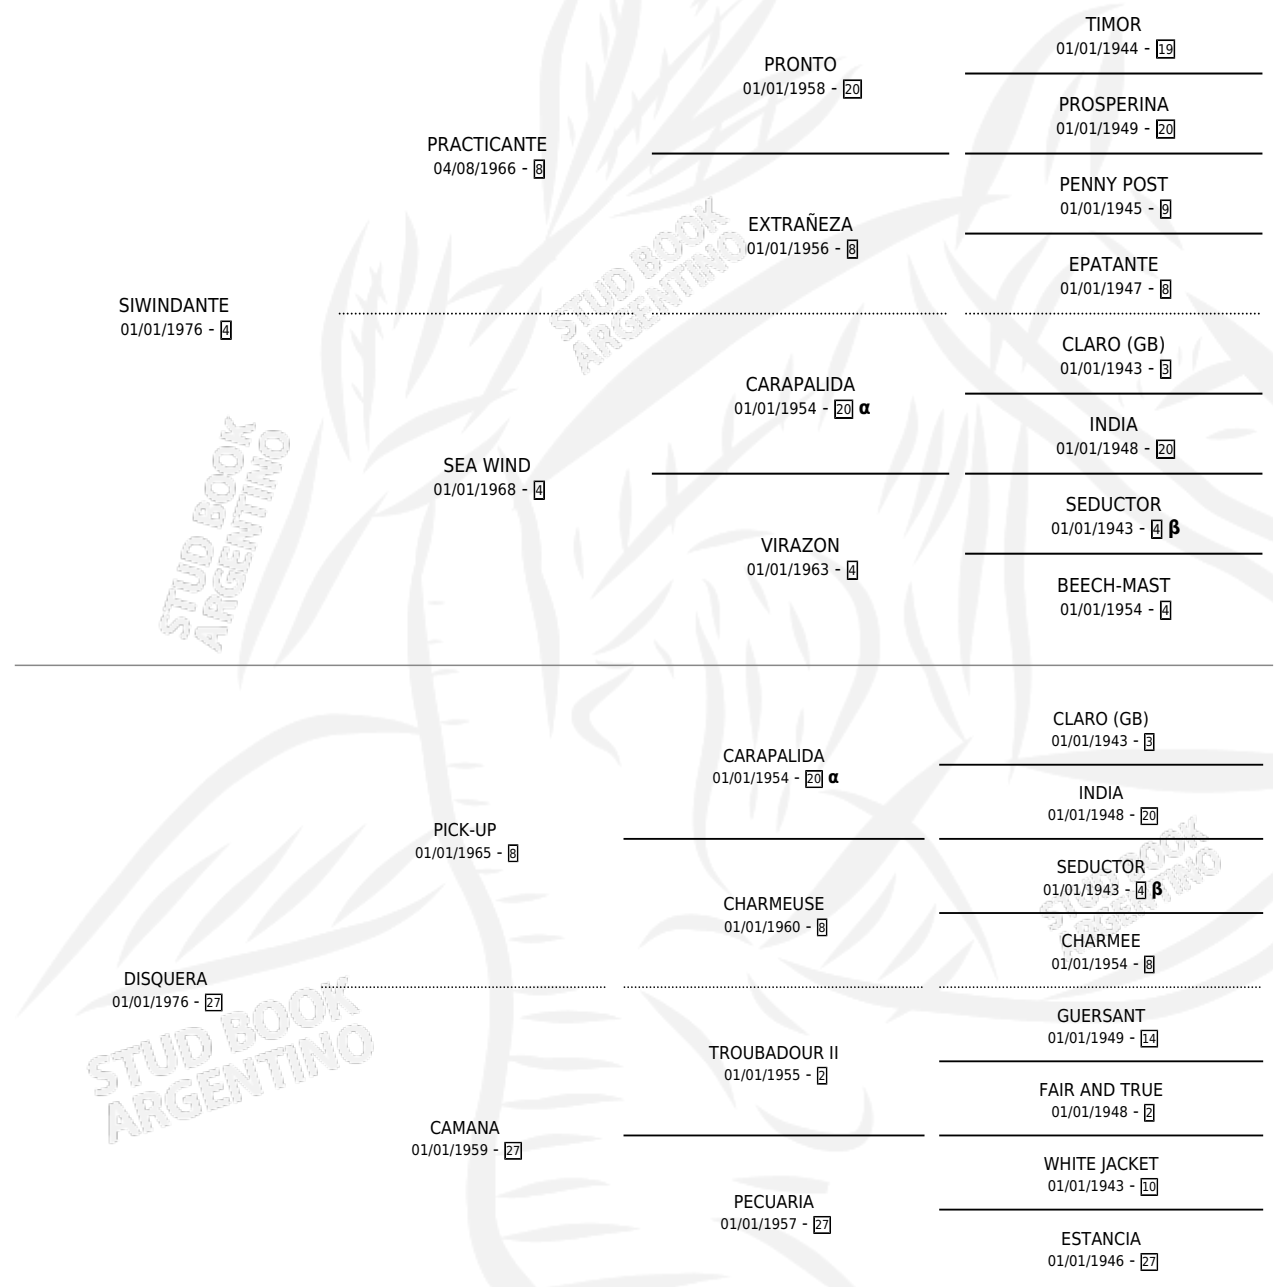 TIMOR
01/01/1944 - 19
PRONTO
01/01/1958 - 20
PROSPERINA
01/01/1949 - 20
PRACTICANTE
04/08/1966 - 8
PENNY POST
01/01/1945 - 9
EXTRAÑEZA
01/01/1956 - 8
EPATANTE
01/01/1947 - 8
SIWINDANTE
01/01/1976 - 4
CLARO (GB)
01/01/1943 - 3
CARAPALIDA
01/01/1954 - 20 α
INDIA
01/01/1948 - 20
SEA WIND
01/01/1968 - 4
SEDUCTOR
01/01/1943 - 4 β
VIRAZON
01/01/1963 - 4
BEECH-MAST
01/01/1954 - 4
CLARO (GB)
01/01/1943 - 3
CARAPALIDA
01/01/1954 - 20 α
INDIA
01/01/1948 - 20
PICK-UP
01/01/1965 - 8
SEDUCTOR
01/01/1943 - 4 β
CHARMEUSE
01/01/1960 - 8
CHARMEE
01/01/1954 - 8
DISQUERA
01/01/1976 - 27
GUERSANT
01/01/1949 - 14
TROUBADOUR II
01/01/1955 - 2
FAIR AND TRUE
01/01/1948 - 2
CAMANA
01/01/1959 - 27
WHITE JACKET
01/01/1943 - 10
PECUARIA
01/01/1957 - 27
ESTANCIA
01/01/1946 - 27
STUD BOOK
ARGENTINO
STUD BOOK
ARGENTINO
STUD BOOK
ARGENTINO
STUD BOOK
ARGENTINO